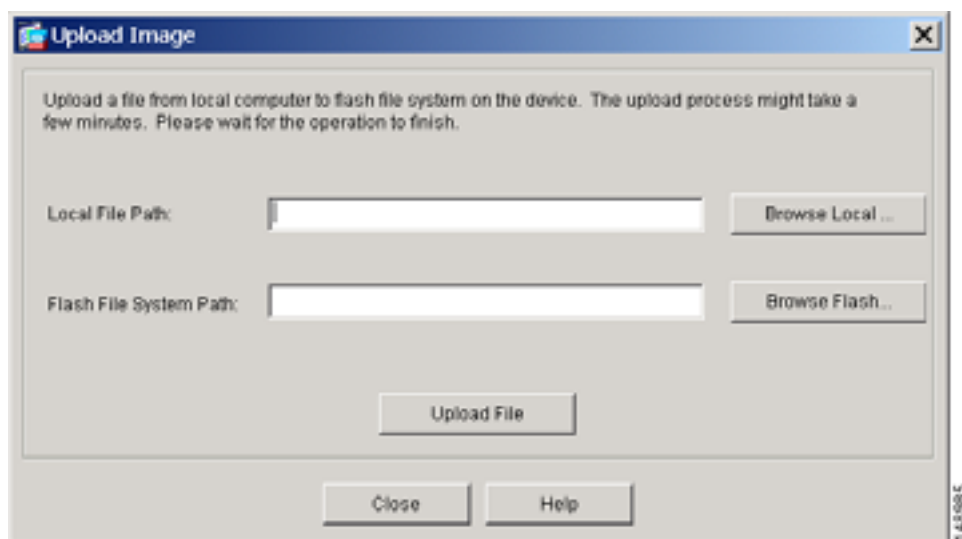 Upload Image
Upload a file from local computer to flash file system on the device. The upload process might take a
few minutes. Please wait for the operation to finish.
Local File Path:
Browse Local ...
Flash File System Path:
Browse Flash...
Upload File
Close
Help